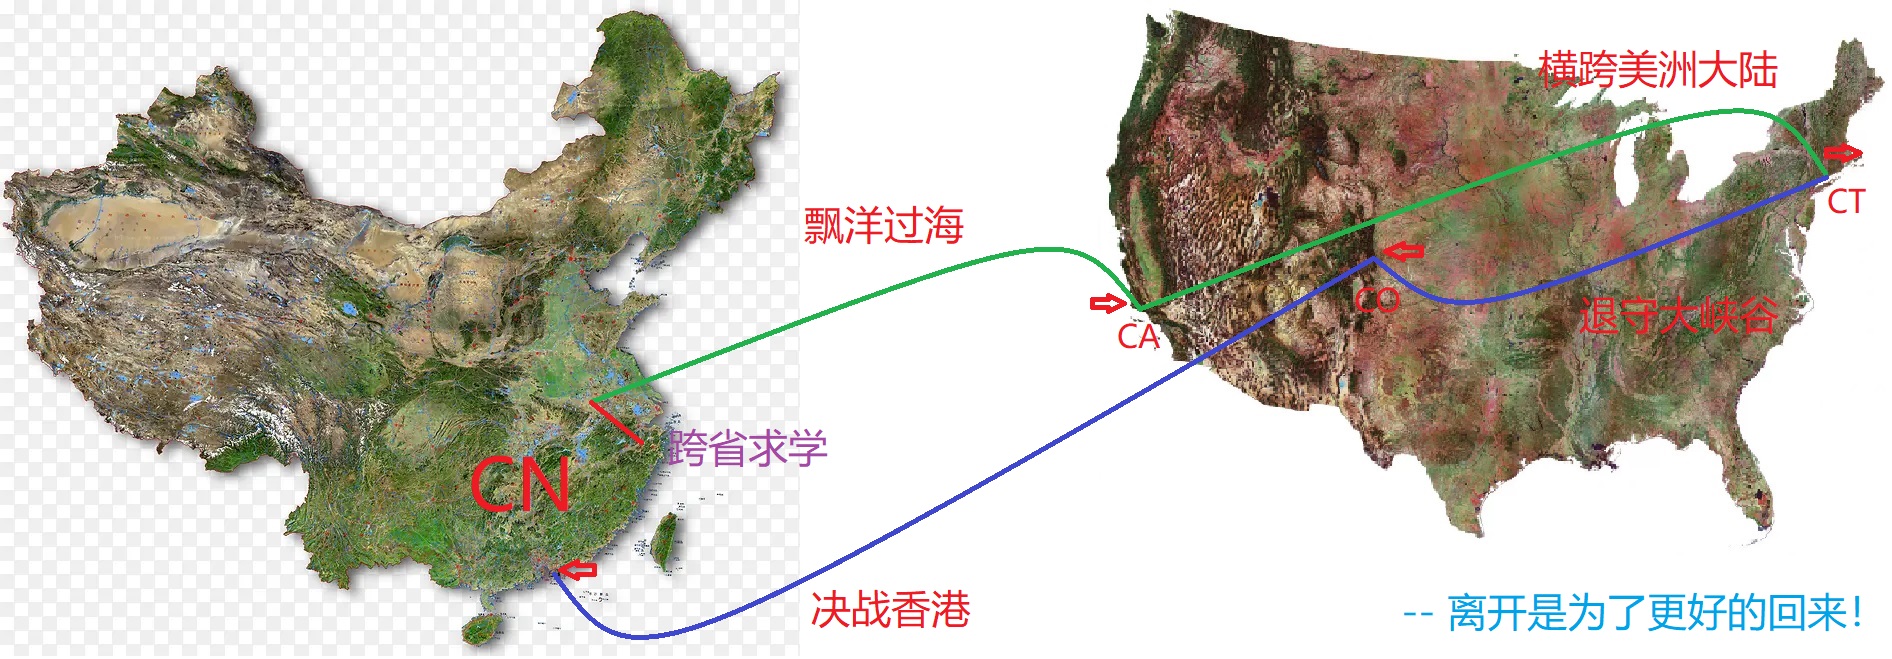 横跨美洲大陆
CT
飘洋过海
CO
退守大峡谷
CA
跨省求学
CN
决战香港
-- 离开是为了更好的回来！